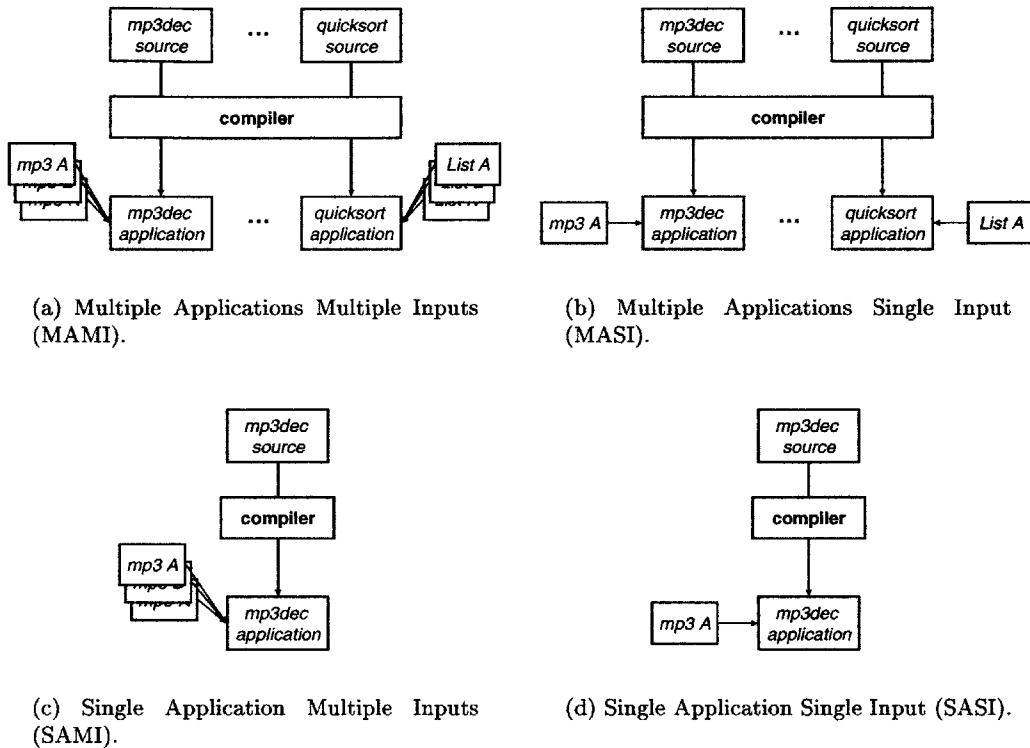 mp3dec
source
...
quicksort
source
compiler
mp3 A
List A
mp3dec
application
...
quicksort
application
(a) Multiple Applications Multiple Inputs
(MAMI).
mp3dec
source
...
quicksort
source
compiler
mp3 A
mp3dec
application
...
quicksort
application
List A
(b) Multiple Applications Single Input
(MASI).
mp3dec
source
compiler
mp3 A
mp3dec
application
(c) Single Application Multiple Inputs
(SAMI).
mp3dec
source
compiler
mp3 A
mp3dec
application
(d) Single Application Single Input (SASI).